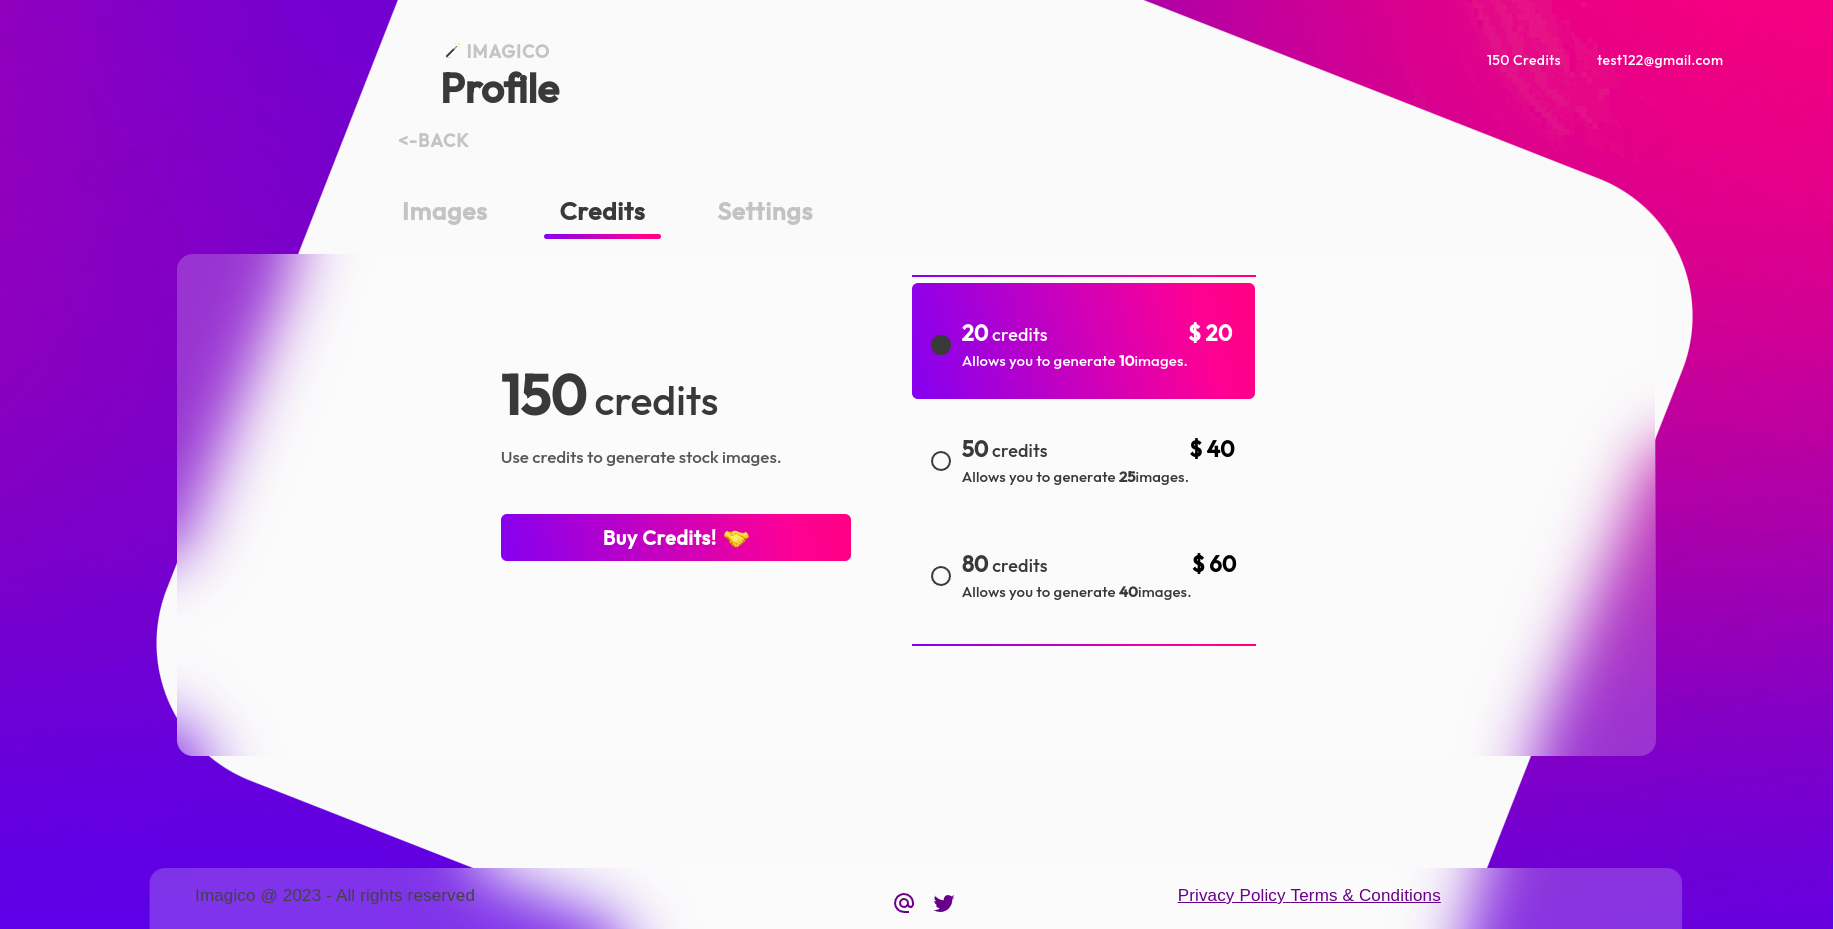 IMAGICO
Profile
150 Credits
test122@gmail.com
<-BACK
Images
Credits
Settings
150 credits
Use credits to generate stock images.
Buy Credits! 🤝
20 credits
$ 20
Allows you to generate 10images.
50 credits
$ 40
Allows you to generate 25images.
80 credits
$ 60
Allows you to generate 40images.
Imagico @ 2023 - All rights reserved
Privacy Policy Terms & Conditions